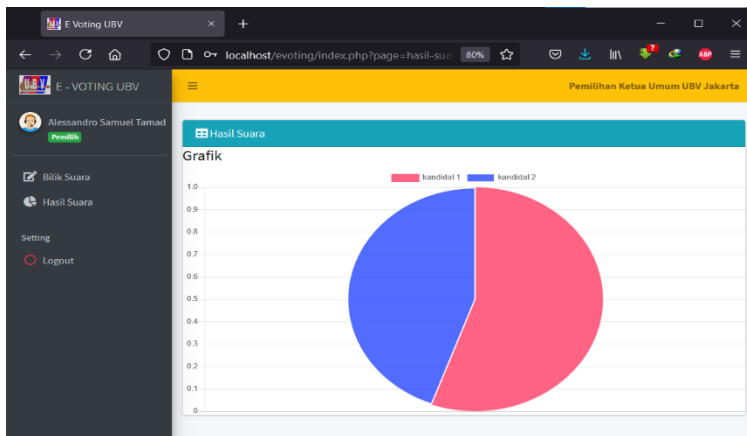 E Voting UBV
localhost/evoting/index.php?page=hasil-sua
80%
ABP
UBV
E - VOTING UBV
Pemilihan Ketua Umum UBV Jakarta
Alessandro Samuel Tamad
Pemilih
Bilik Suara
Hasil Suara
Setting
Logout
Hasil Suara
Grafik
kandidat 1
kandidat 2
1.0
0.9
0.8
0.7
0.6
0.5
0.4
0.3
0.2
0.1
0